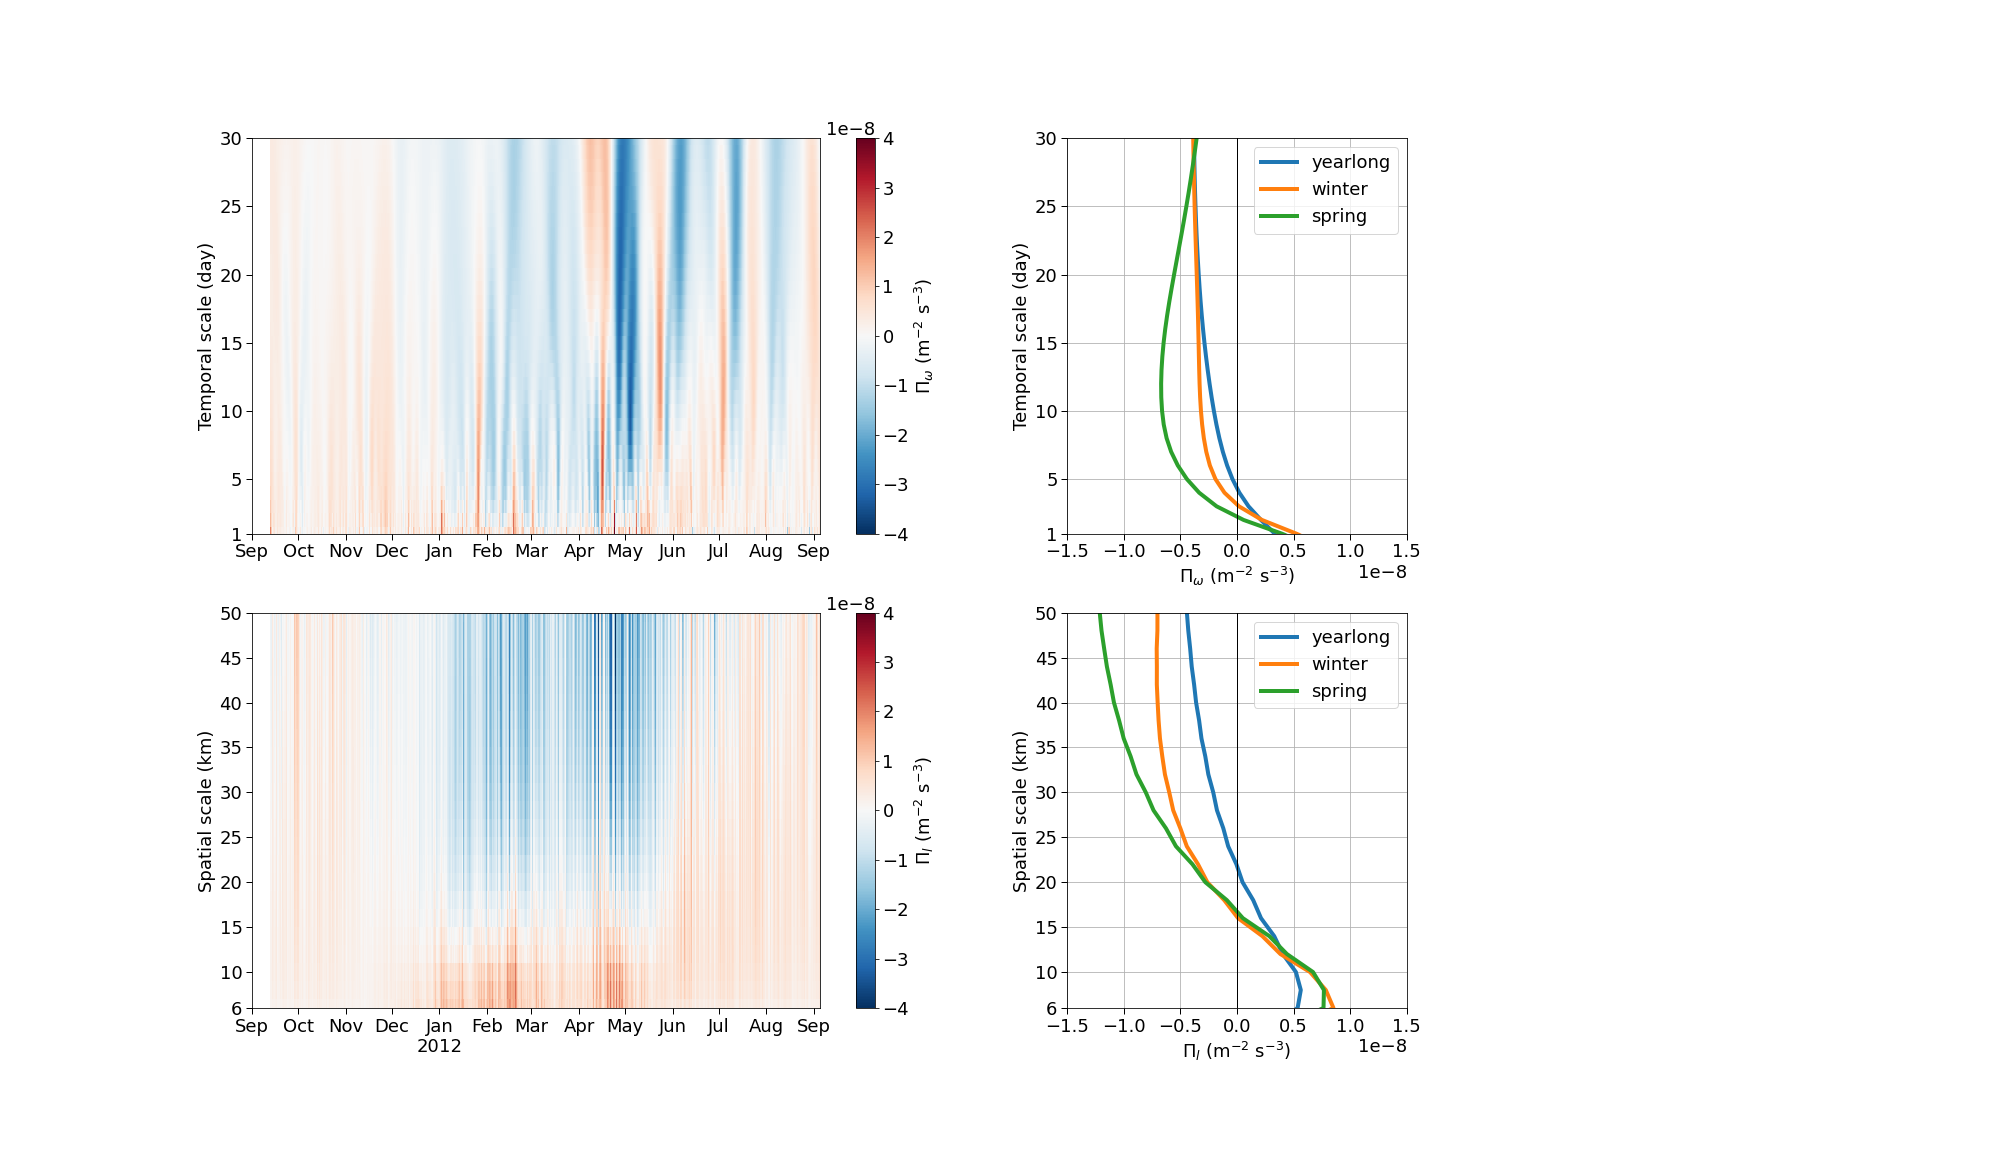 1e−8
30
25
20
15
10
5
1
Temporal scale (day)
Sep Oct Nov Dec Jan Feb Mar Apr May Jun Jul Aug Sep
4
3
2
1
0
−1
−2
−3
−4
Πω (m−2 s−3)
30
25
20
15
10
5
1
Temporal scale (day)
yearlong
winter
spring
−1.5 −1.0 −0.5 0.0 0.5 1.0 1.5
Πω (m−2 s−3)
1e−8
1e−8
50
45
40
35
30
25
20
15
10
6
Spatial scale (km)
Sep Oct Nov Dec Jan Feb Mar Apr May Jun Jul Aug Sep
2012
4
3
2
1
0
−1
−2
−3
−4
Πl (m−2 s−3)
50
45
40
35
30
25
20
15
10
6
Spatial scale (km)
yearlong
winter
spring
−1.5 −1.0 −0.5 0.0 0.5 1.0 1.5
Πl (m−2 s−3)
1e−8